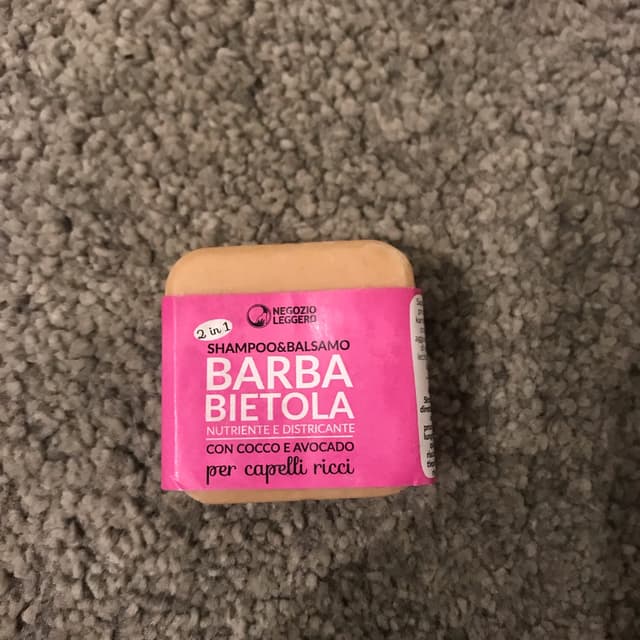 NEGOZIO
LEGGERO
2 in 1
SHAMPOO&BALSAMO
BARBA
BIETOLA
NUTRIENTE E DISTRICANTE
CON COCCO E AVOCADO
per capelli ricci